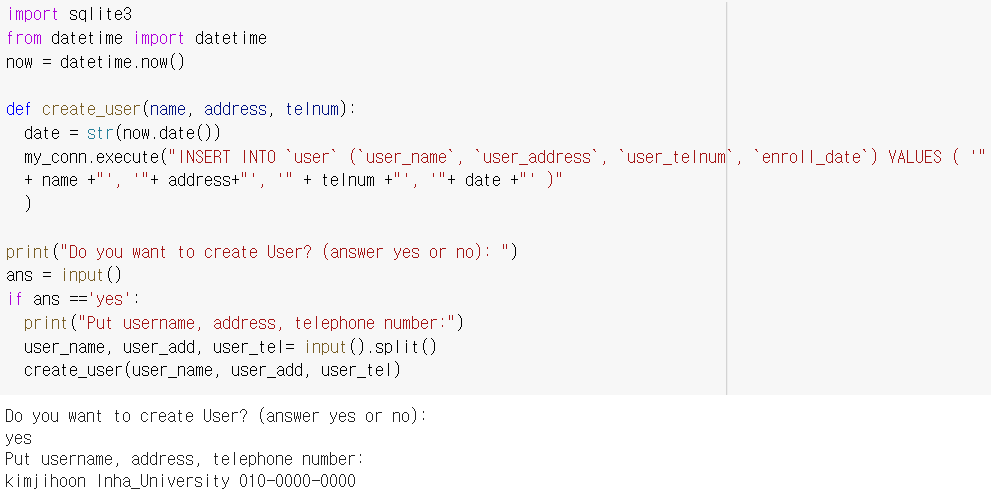 import sqlite3
from datetime import datetime
now = datetime.now()
def create_user(name, address, telnum):
date = str(now.date())
my_conn.execute("INSERT INTO `user` (`user_name`, `user_address`, `user_telnum`, `enroll_date`) VALUES ( '"
+ name +"', '"+ address+"', '" + telnum +"', '"+ date +"' )"
)
print("Do you want to create User? (answer yes or no): ")
ans = input()
if ans =='yes':
print("Put username, address, telephone number:")
user_name, user_add, user_tel= input().split()
create_user(user_name, user_add, user_tel)
Do you want to create User? (answer yes or no):
yes
Put username, address, telephone number:
kimjihoon Inha_University 010-0000-0000